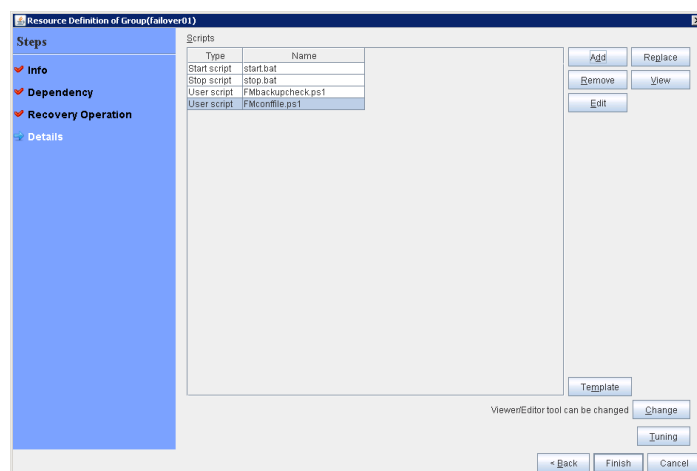 Resource Definition of Group(failover01)
Steps
Info
Dependency
Recovery Operation
Details
Scripts
Type Name
Start script start.bat
Stop script stop.bat
User script FMbackupcheck.ps1
User script FMconffile.ps1
Add Replace
Remove View
Edit
Template
Viewer/Editor tool can be changed Change
Tuning
< Back Finish Cancel